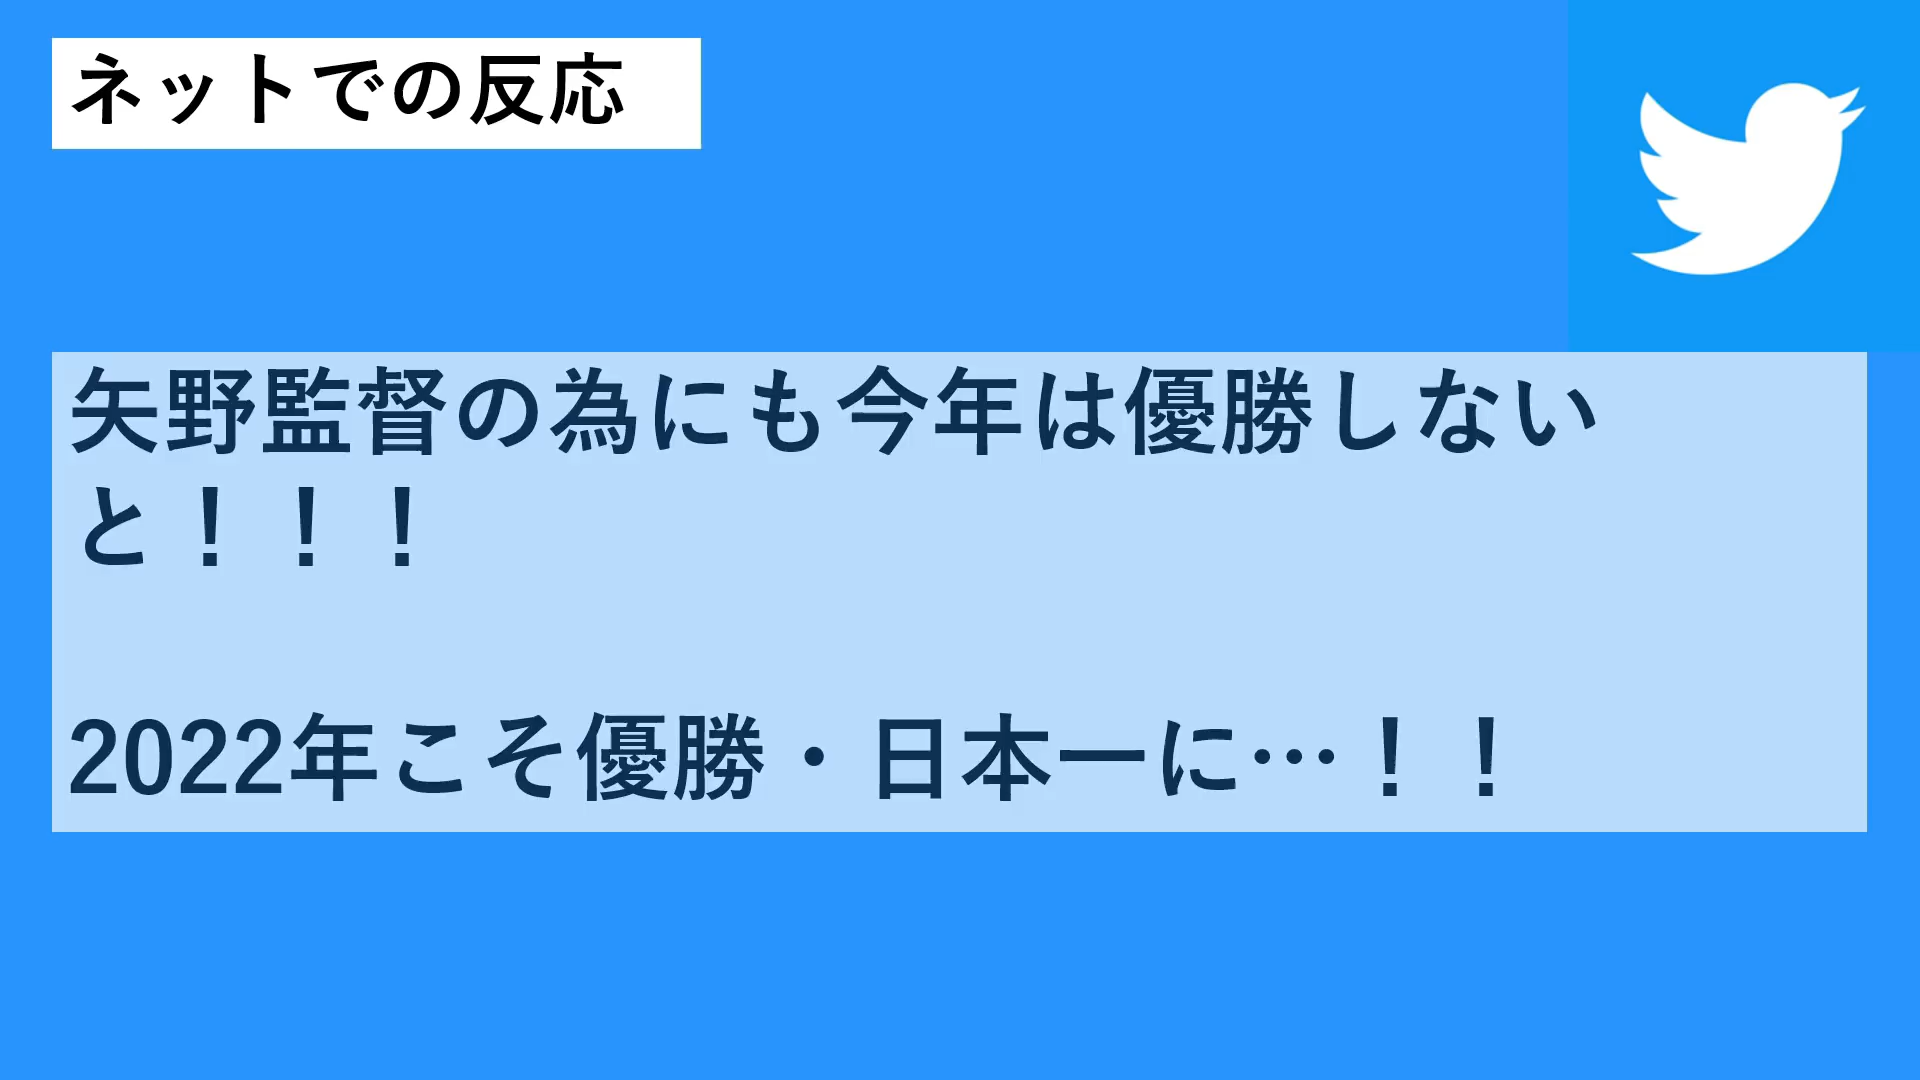 ネットでの反応
矢野監督の為にも今年は優勝しない
と！！！
2022年こそ優勝・日本一に…！！